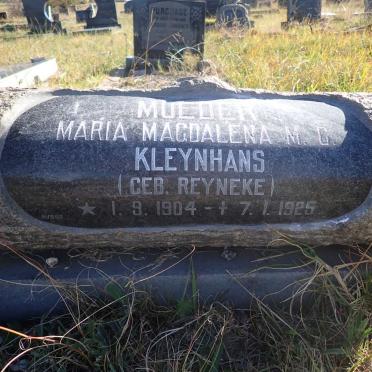 MOEDER
MARIA MAGDALENA M. C.
KLEYNHANS
(GEB. REYNEKE)
★ 1.9.1904 - ✝ 7.1.1925